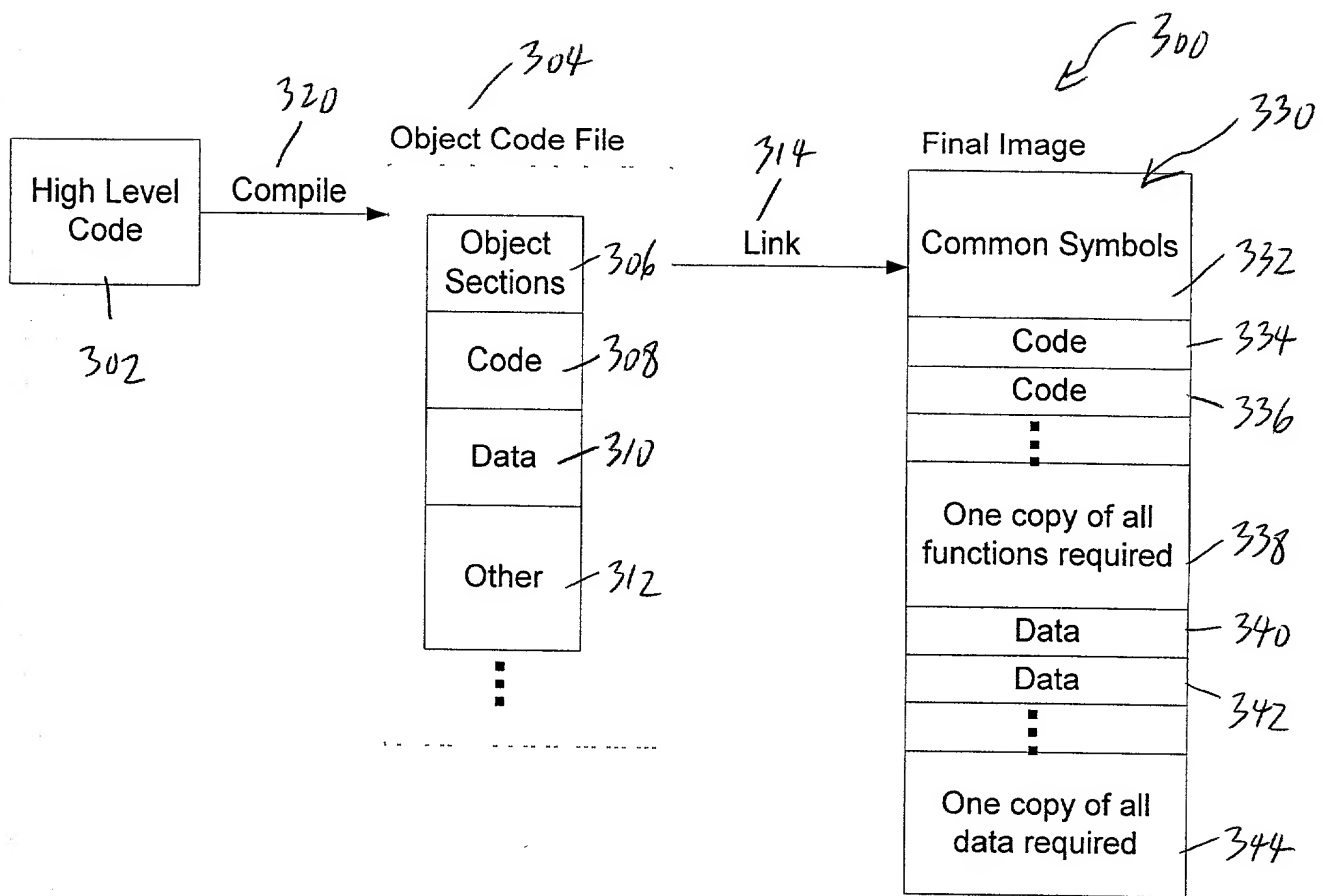 300
304
320
Object Code File
314
Final Image
330
High Level
Code
Compile
302
Object
Sections
306
Code
308
Data
310
Other
312
Link
Common Symbols
332
Code
334
Code
336
One copy of all
functions required
338
Data
340
Data
342
One copy of all
data required
344